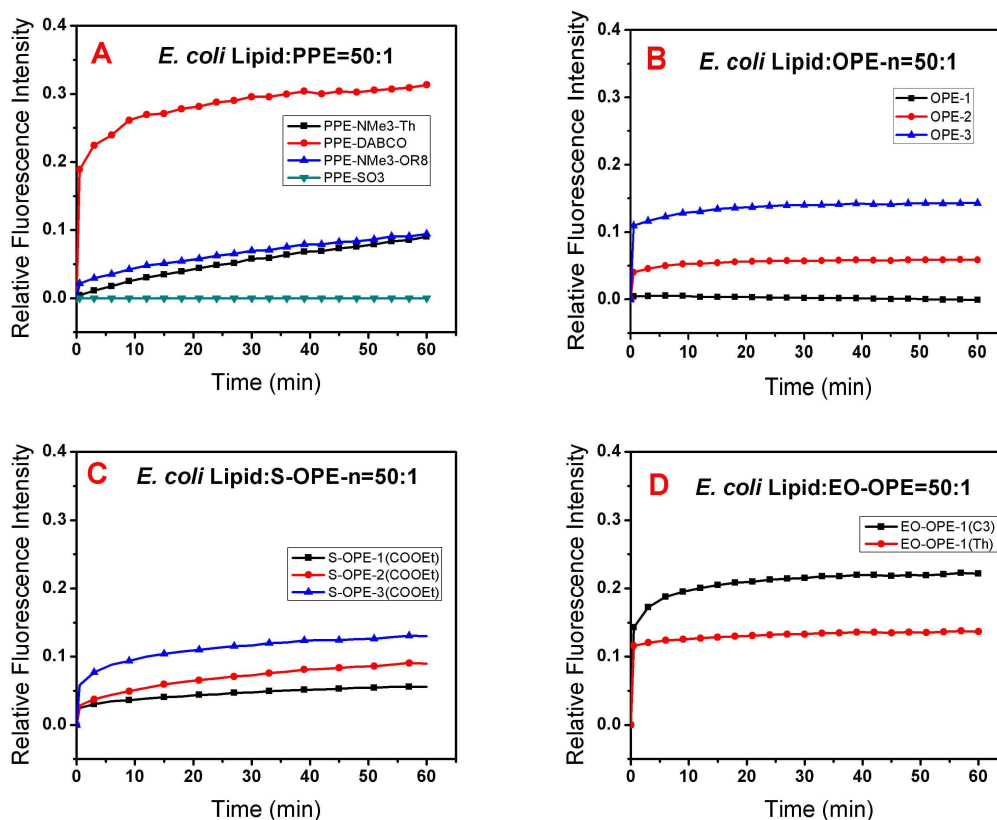 A
E. coli Lipid:PPE=50:1
Relative Fluorescence Intensity
0.4
0.3
0.2
0.1
0.0
PPE-NMe3-Th
PPE-DABCO
PPE-NMe3-OR8
PPE-SO3
0 10 20 30 40 50 60
Time (min)
B
E. coli Lipid:OPE-n=50:1
Relative Fluorescence Intensity
0.4
0.3
0.2
0.1
0.0
OPE-1
OPE-2
OPE-3
0 10 20 30 40 50 60
Time (min)
C
E. coli Lipid:S-OPE-n=50:1
Relative Fluorescence Intensity
0.4
0.3
0.2
0.1
0.0
S-OPE-1(COOEt)
S-OPE-2(COOEt)
S-OPE-3(COOEt)
0 10 20 30 40 50 60
Time (min)
D
E. coli Lipid:EO-OPE=50:1
Relative Fluorescence Intensity
0.4
0.3
0.2
0.1
0.0
EO-OPE-1(C3)
EO-OPE-1(Th)
0 10 20 30 40 50 60
Time (min)